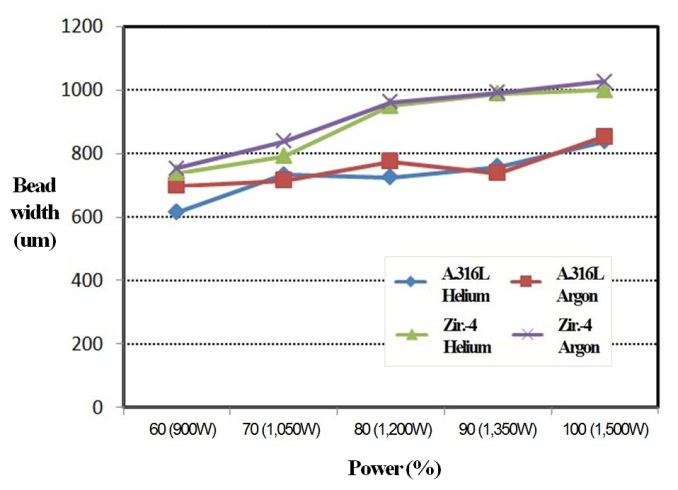 1200
1000
800
600
400
200
0
Bead
width
(um)
A.316L
Helium
A.316L
Argon
Zir.-4
Helium
Zir.-4
Argon
60 (900W) 70 (1,050W) 80 (1,200W) 90 (1,350W) 100 (1,500W)
Power (%)